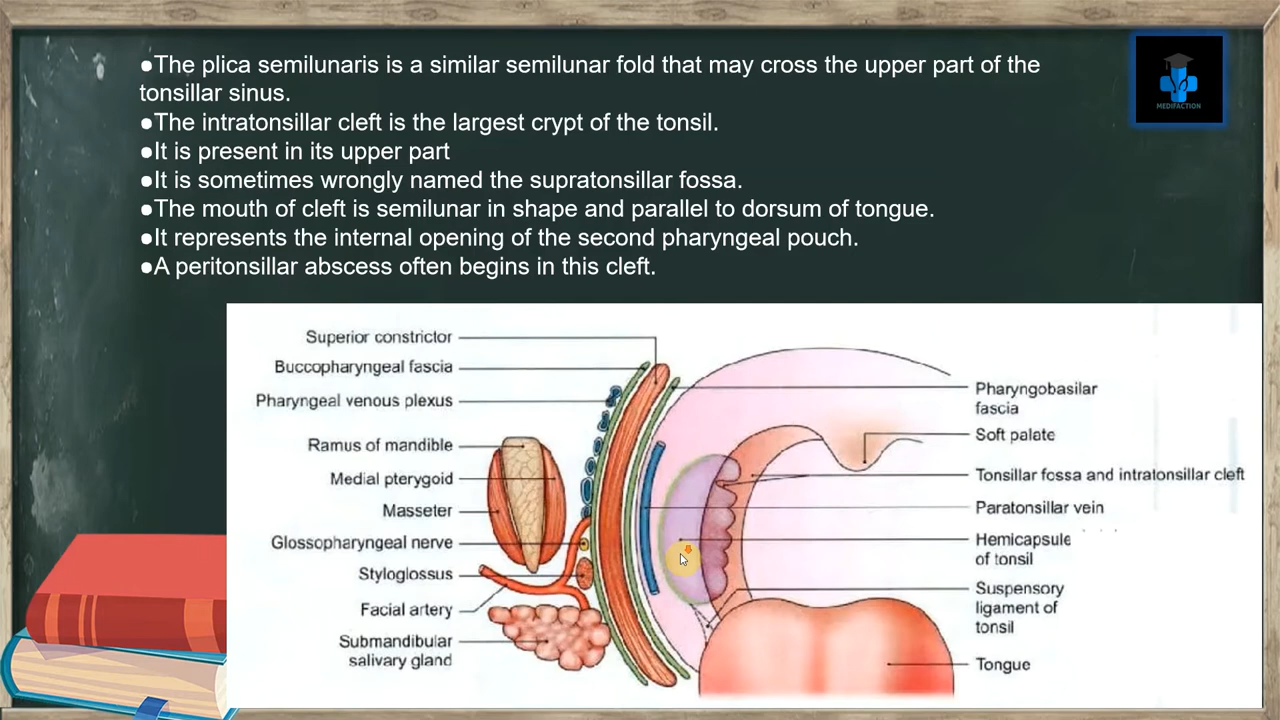 ●The plica semilunaris is a similar semilunar fold that may cross the upper part of the
tonsillar sinus.
●The intratonsillar cleft is the largest crypt of the tonsil.
●It is present in its upper part
●It is sometimes wrongly named the supratonsillar fossa.
●The mouth of cleft is semilunar in shape and parallel to dorsum of tongue.
●It represents the internal opening of the second pharyngeal pouch.
●A peritonsillar abscess often begins in this cleft.
MEDIFACTION
Superior constrictor
Buccopharyngeal fascia
Pharyngeal venous plexus
Ramus of mandible
Medial pterygoid
Masseter
Glossopharyngeal nerve
Styloglossus
Facial artery
Submandibular
salivary gland
Pharyngobasilar
fascia
Soft palate
Tonsillar fossa and intratonsillar cleft
Paratonsillar vein
Hemicapsule
of tonsil
Suspensory
ligament of
tonsil
Tongue